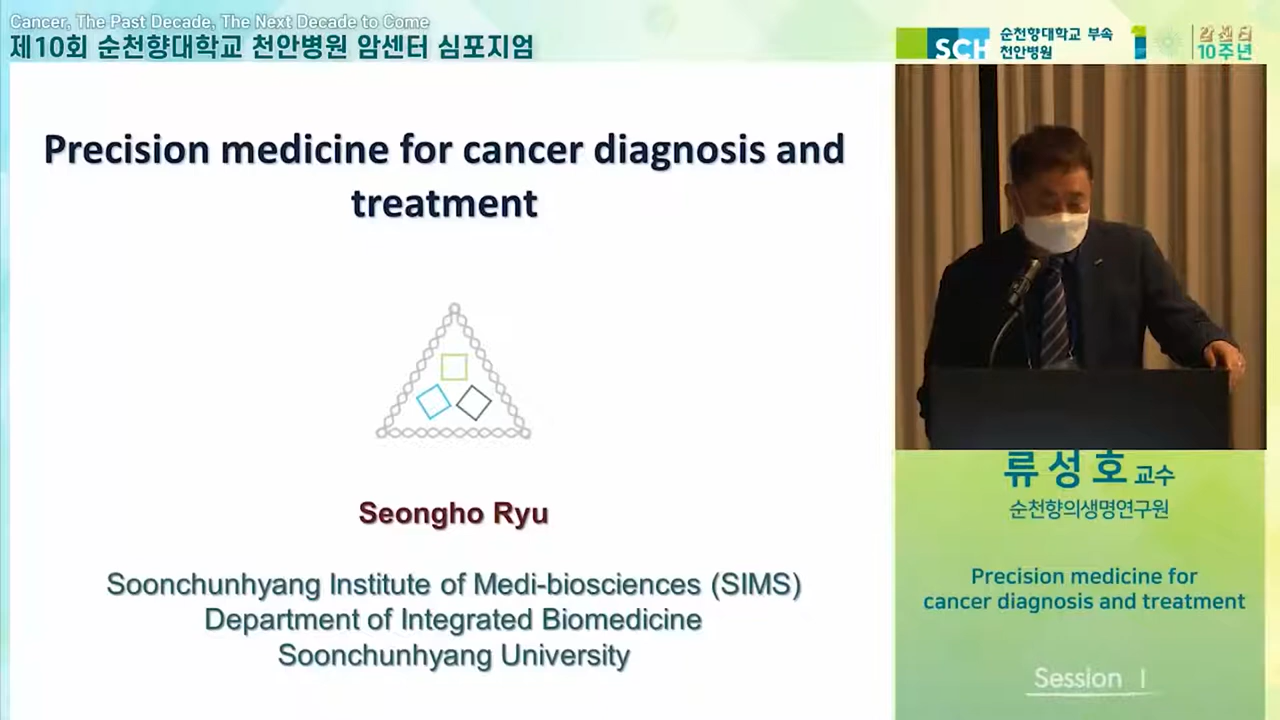 Cancer, The Past Decade, The Next Decade to Come
제10회 순천향대학교 천안병원 암센터 심포지엄
SCH
순천향대학교 부속
천안병원
암센터
10주년
Precision medicine for cancer diagnosis and
treatment
Seongho Ryu
Soonchunhyang Institute of Medi-biosciences (SIMS)
Department of Integrated Biomedicine
Soonchunhyang University
류성호 교수
순천향의생명연구원
Precision medicine for
cancer diagnosis and treatment
Session I